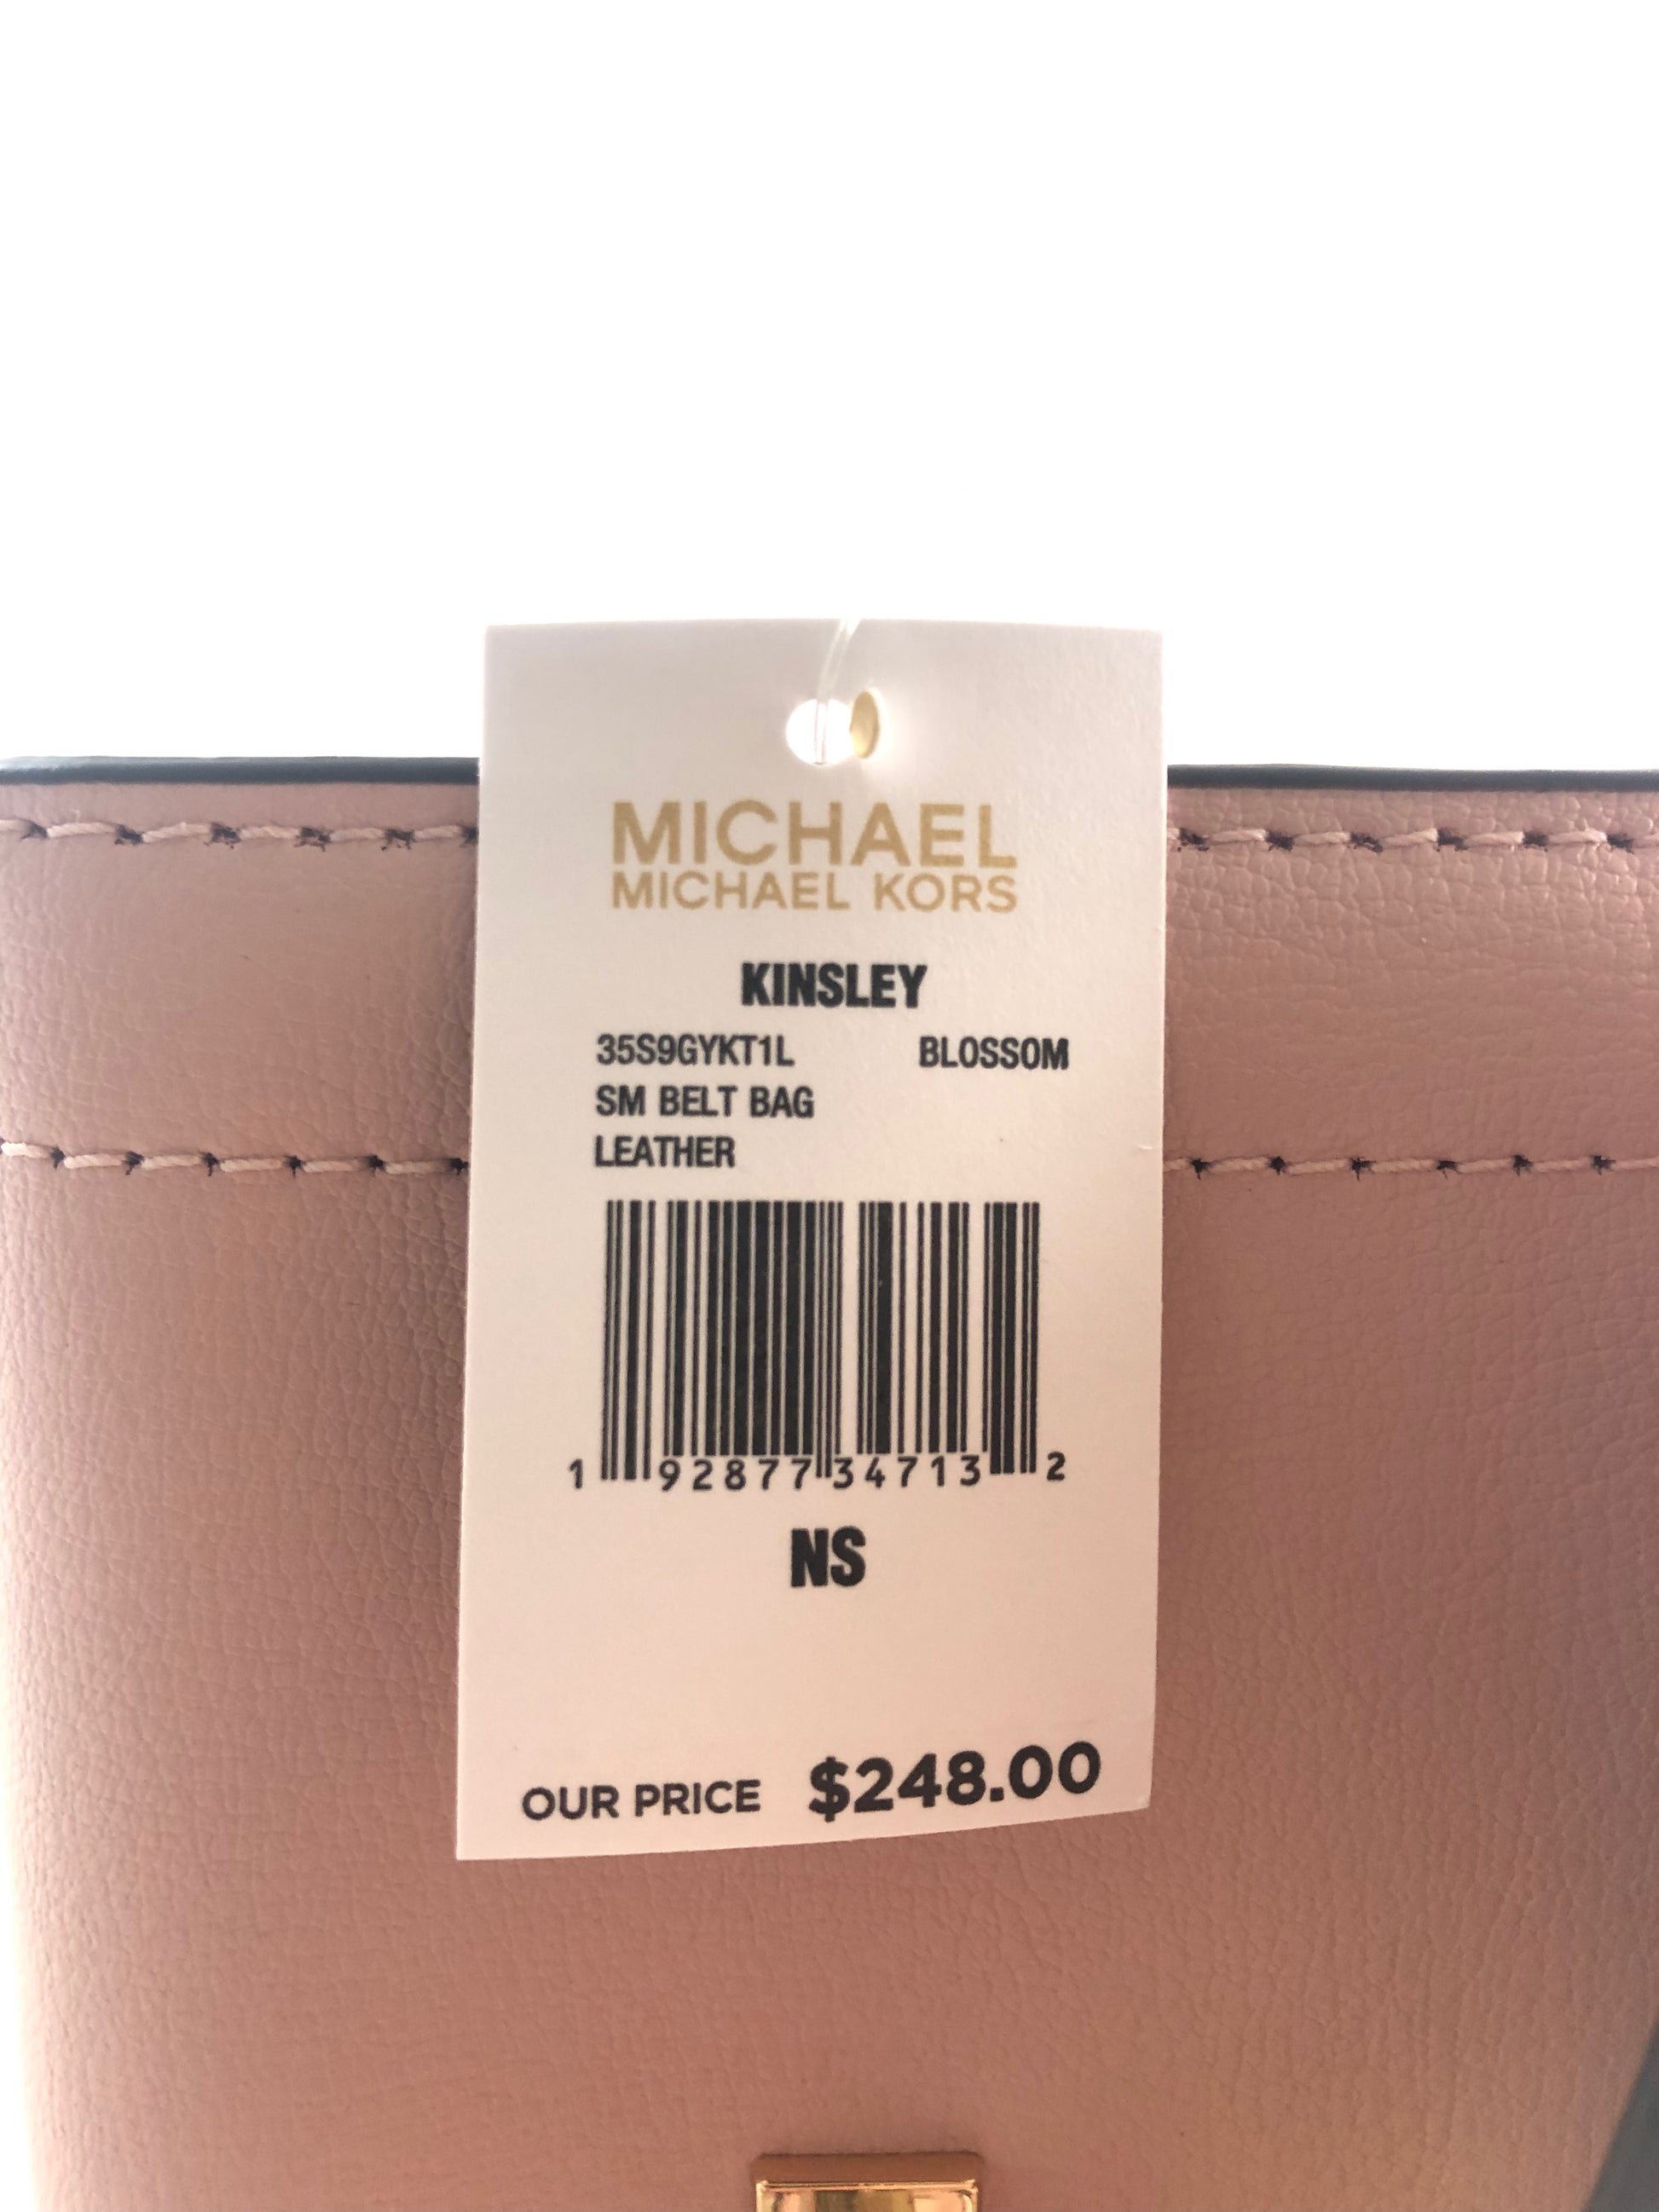 MICHAEL
MICHAEL KORS
KINSLEY
35S9GYKT1L BLOSSOM
SM BELT BAG
LEATHER
1 92877 34713 2
NS
OUR PRICE $248.00